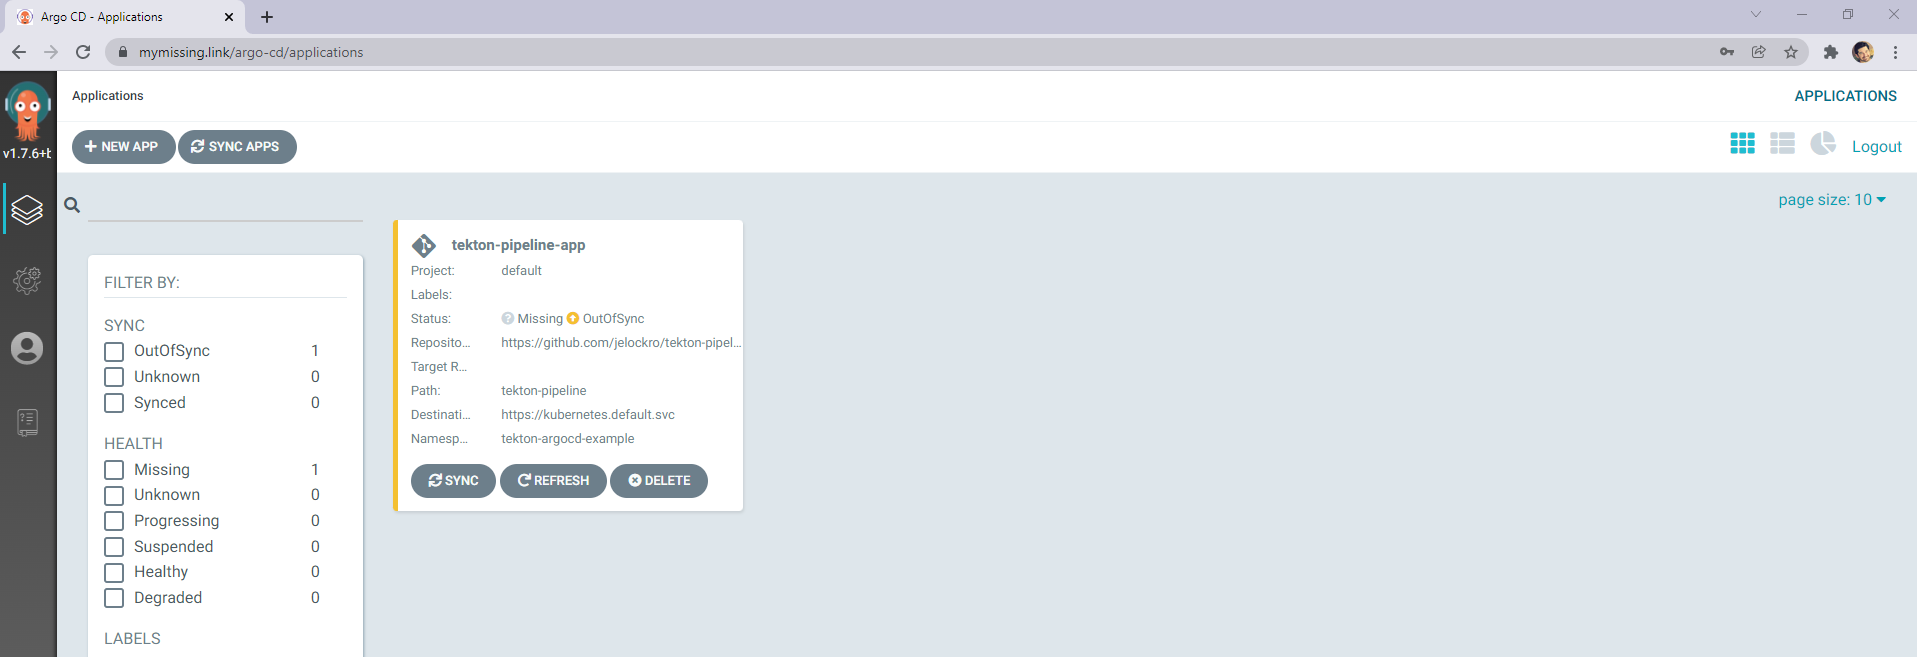 Argo CD - Applications
mymissing.link/argo-cd/applications
Applications
APPLICATIONS
v1.7.6+b
NEW APP
SYNC APPS
Logout
page size: 10
FILTER BY:
SYNC
OutOfSync 1
Unknown 0
Synced 0
HEALTH
Missing 1
Unknown 0
Progressing 0
Suspended 0
Healthy 0
Degraded 0
LABELS
tekton-pipeline-app
Project: default
Labels:
Status: Missing OutOfSync
Reposito... https://github.com/jelockro/tekton-pipel...
Target R...
Path: tekton-pipeline
Destinati... https://kubernetes.default.svc
Namesp... tekton-argocd-example
SYNC REFRESH DELETE